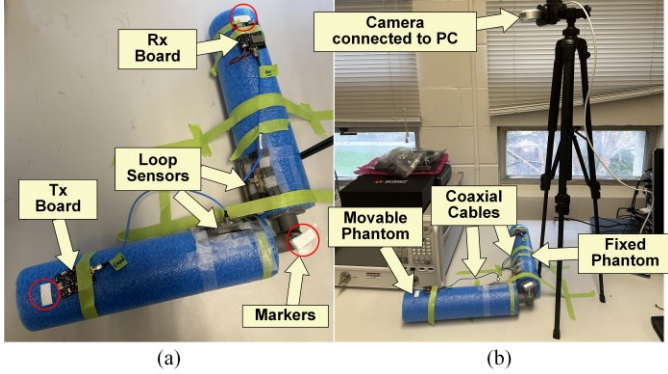 Rx
Board
Loop
Sensors
Tx
Board
Markers
(a)
Camera
connected to PC
Coaxial
Cables
Movable
Phantom
Fixed
Phantom
(b)